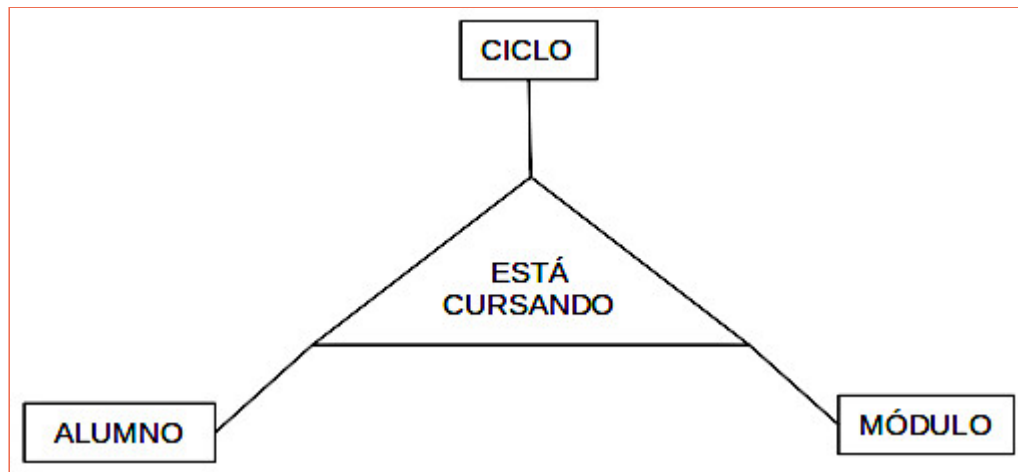 CICLO
ESTÁ
CURSANDO
ALUMNO
MÓDULO